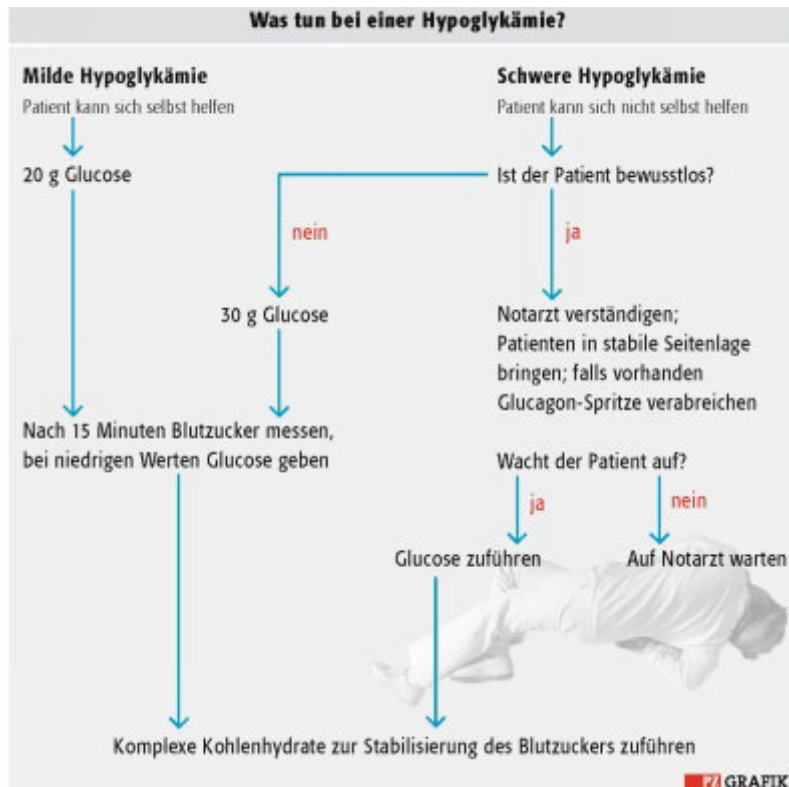 Was tun bei einer Hypoglykämie?
Milde Hypoglykämie
Patient kann sich selbst helfen
20 g Glucose
Schwere Hypoglykämie
Patient kann sich nicht selbst helfen
Ist der Patient bewusstlos?
nein
ja
30 g Glucose
Notarzt verständigen;
Patienten in stabile Seitenlage
bringen; falls vorhanden
Glucagon-Spritze verabreichen
Nach 15 Minuten Blutzucker messen,
bei niedrigen Werten Glucose geben
Wacht der Patient auf?
ja
nein
Glucose zuführen
Auf Notarzt warten
Komplexe Kohlenhydrate zur Stabilisierung des Blutzuckers zuführen
PZ GRAFIK